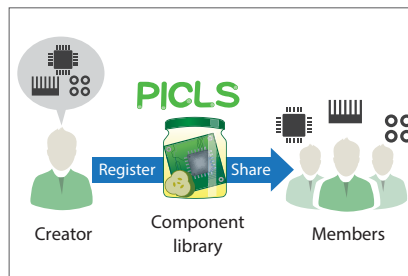 PICLS
Register
Share
Creator
Component
library
Members